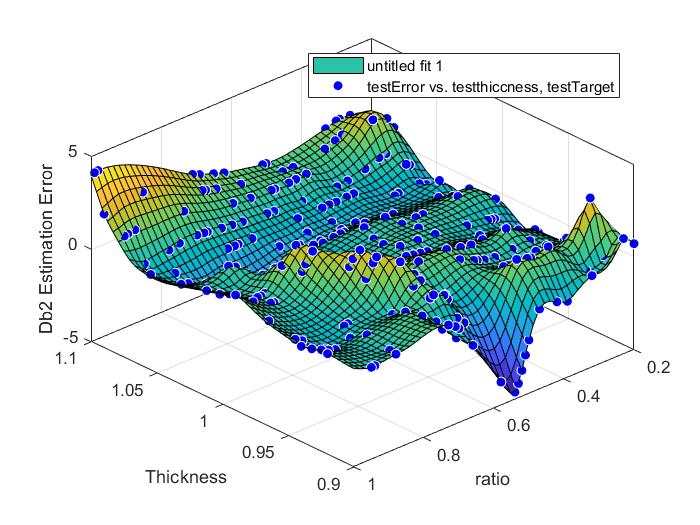 untitled fit 1
testError vs. testthiccness, testTarget
Db2 Estimation Error
5
0
-5
1.1
1.05
1
0.95
0.9
Thickness
1
0.8
0.6
0.4
0.2
ratio